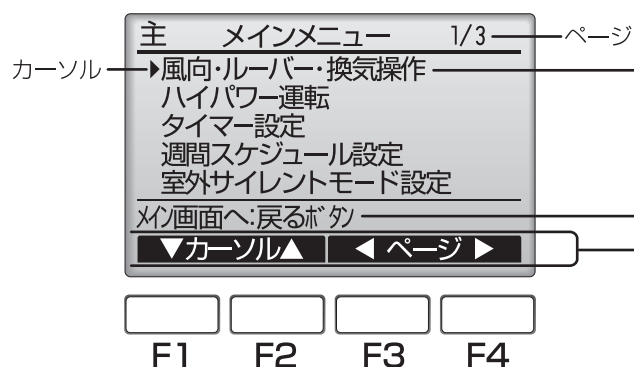 主 メインメニュー 1/3
ページ
カーソル
▶風向・ルーバー・換気操作
ハイパワー運転
タイマー設定
週間スケジュール設定
室外サイレントモード設定
メイン画面へ:戻るボタン
▼カーソル▲ ◀ ページ ▶
F1 F2 F3 F4